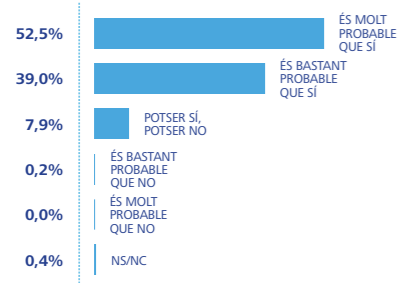 52,5%
ÉS MOLT
PROBABLE
QUE SÍ
39,0%
ÉS BASTANT
PROBABLE
QUE SÍ
7,9%
POTSER SÍ,
POTSER NO
0,2%
ÉS BASTANT
PROBABLE
QUE NO
0,0%
ÉS MOLT
PROBABLE
QUE NO
0,4%
NS/NC